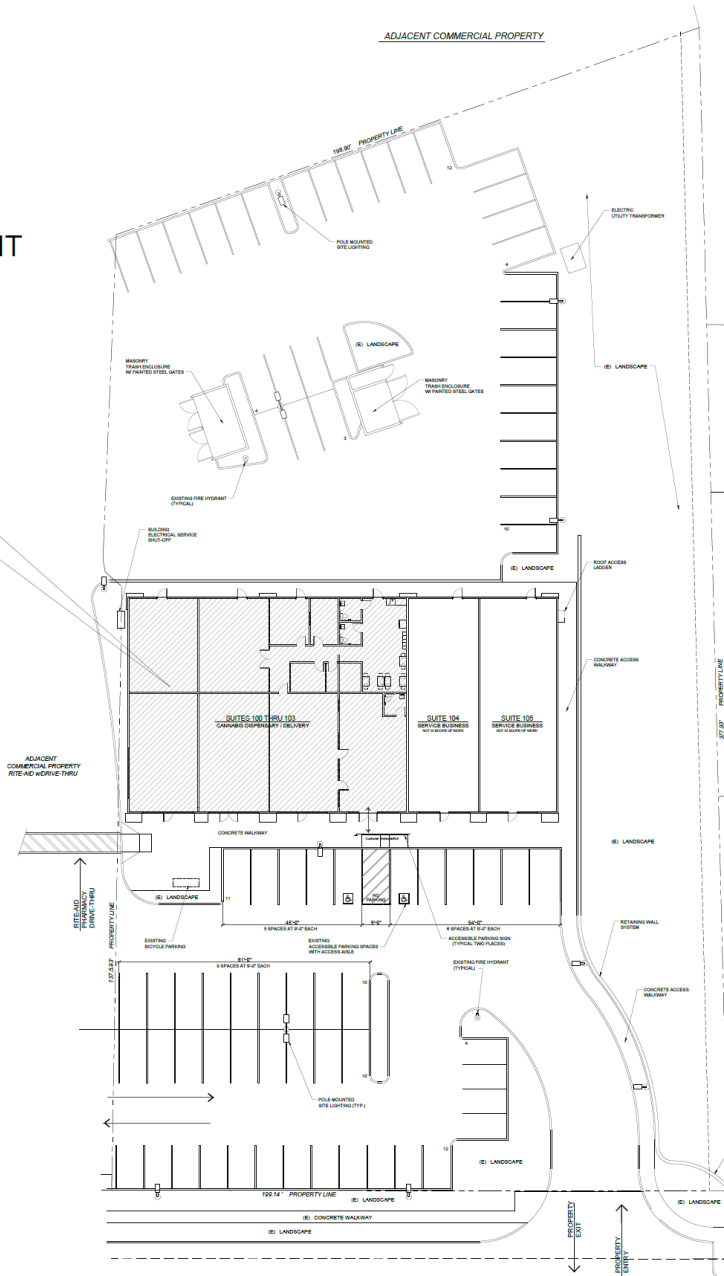 ADJACENT COMMERCIAL PROPERTY
198.90' PROPERTY LINE
12
POLE MOUNTED
SITE LIGHTING
ELECTRIC
UTILITY TRANSFORMER
IT
4
(E) LANDSCAPE
(E) LANDSCAPE
MASONRY
TRASH ENCLOSURE
W/ PAINTED STEEL GATES
MASONRY
TRASH ENCLOSURE
W/ PAINTED STEEL GATES
4
3
EXISTING FIRE HYDRANT
(TYPICAL)
10
BUILDING
ELECTRICAL SERVICE
SHUT-OFF
(E) LANDSCAPE
ROOF ACCESS
LADDER
CONCRETE ACCESS
WALKWAY
PROPERTY LINE
377.93'
SUITES 100 THRU 103
CANNABIS DISPENSARY / DELIVERY
SUITE 104
SERVICE BUSINESS
NOT IN SCOPE OF WORK
SUITE 105
SERVICE BUSINESS
NOT IN SCOPE OF WORK
ADJACENT
COMMERCIAL PROPERTY
RITE-AID w/DRIVE-THRU
CONCRETE WALKWAY
(E) LANDSCAPE
RITE-AID
PHARMACY
DRIVE-THRU
(E) LANDSCAPE
11
NO
PARKING
45'-0"
5 SPACES AT 9'-0" EACH
9'-0"
54'-0"
6 SPACES AT 9'-0" EACH
EXISTING
BICYCLE PARKING
EXISTING
ACCESSIBLE PARKING SPACES
WITH ACCESS AISLE
ACCESSIBLE PARKING SIGN
(TYPICAL TWO PLACES)
RETAINING WALL
SYSTEM
PROPERTY LINE
81'-0"
9 SPACES AT 9'-0" EACH
EXISTING FIRE HYDRANT
(TYPICAL)
10
CONCRETE ACCESS
WALKWAY
4
10
POLE MOUNTED
SITE LIGHTING (TYP.)
12
(E) LANDSCAPE
199.14' PROPERTY LINE
(E) LANDSCAPE
(E) LANDSCAPE
(E) CONCRETE WALKWAY
(E) LANDSCAPE
PROPERTY
EXIT
PROPERTY
ENTRY